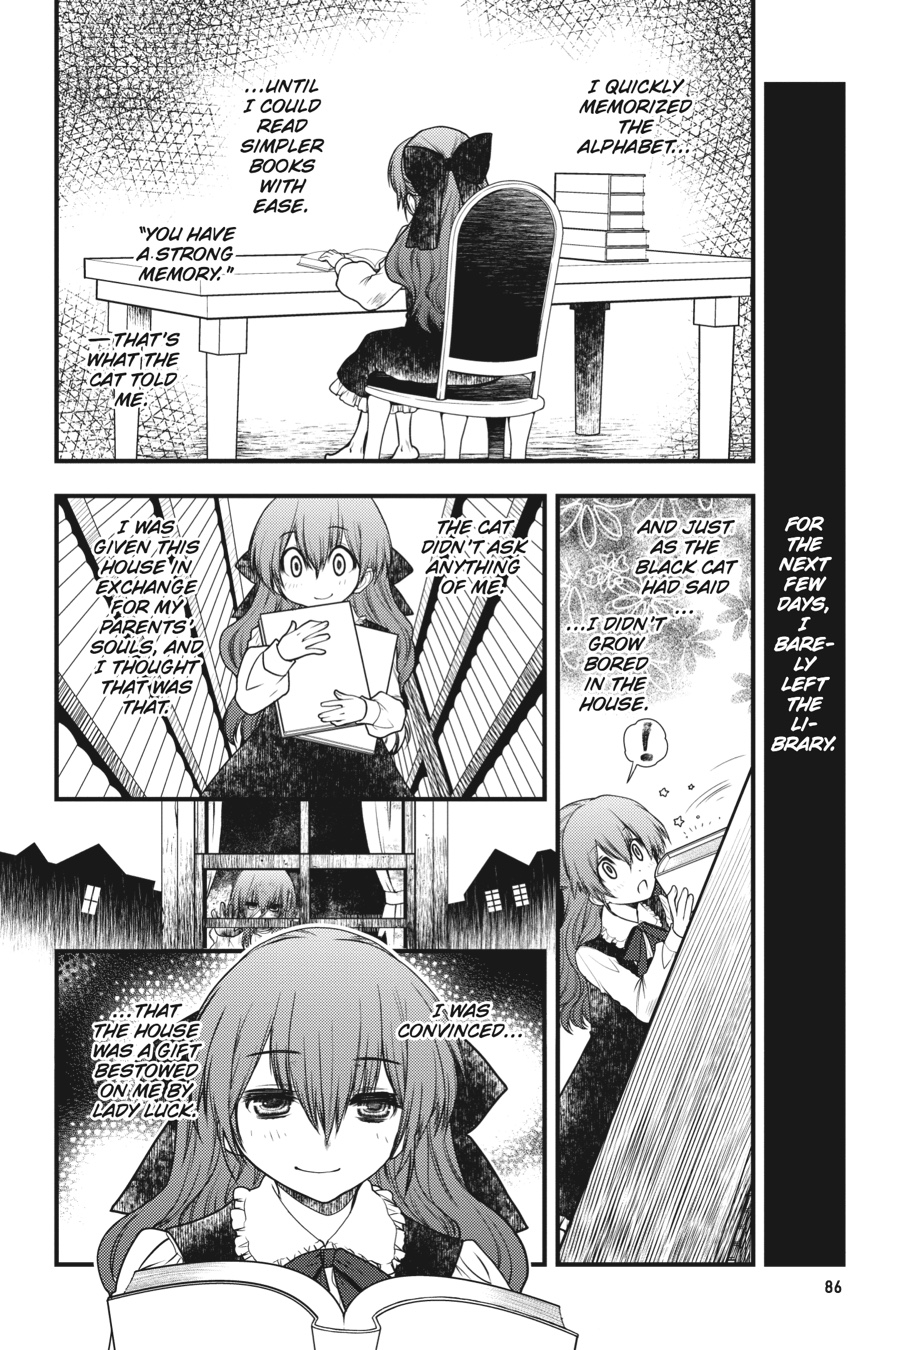 FOR
THE
NEXT
FEW
DAYS,
I
BARE-
LY
LEFT
THE
LI-
BRARY.
I QUICKLY
MEMORIZED
THE
ALPHABET...
...UNTIL
I COULD
READ
SIMPLER
BOOKS
WITH
EASE.
"YOU HAVE
A STRONG
MEMORY."
— THAT'S
WHAT THE
CAT TOLD
ME.
AND JUST
AS THE
BLACK CAT
HAD SAID
...
...I DIDN'T
GROW
BORED
IN THE
HOUSE.
!
THE CAT
DIDN'T ASK
ANYTHING
OF ME.
I WAS
GIVEN THIS
HOUSE IN
EXCHANGE
FOR MY
PARENTS'
SOULS, AND
I THOUGHT
THAT WAS
THAT.
I WAS
CONVINCED...
...THAT
THE HOUSE
WAS A GIFT
BESTOWED
ON ME BY
LADY LUCK.
86